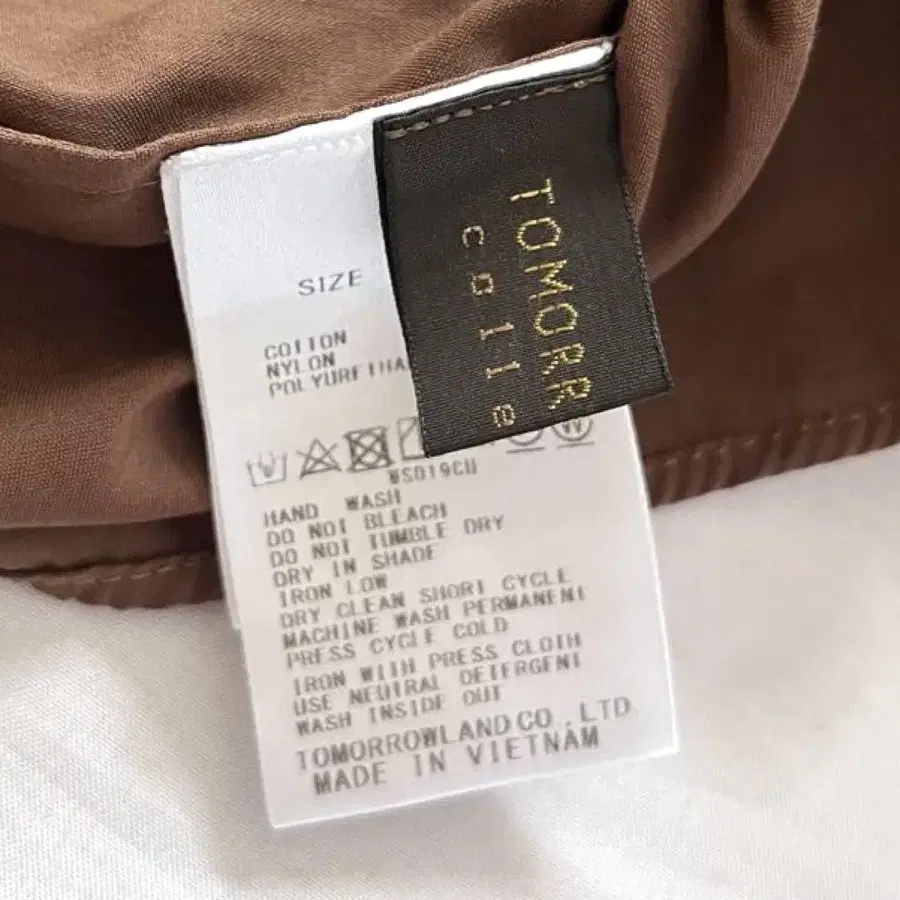 TOMORR
colle
SIZE
COTTON
NYLON
POLYURETHA
WS019CU
HAND WASH
DO NOT BLEACH
DO NOT TUMBLE DRY
DRY IN SHADE
IRON LOW
DRY CLEAN SHORT CYCLE
MACHINE WASH PERMANENT
PRESS CYCLE COLD
IRON WITH PRESS CLOTH
USE NEUTRAL DETERGENT
WASH INSIDE OUT
TOMORROWLAND CO.,LTD
MADE IN VIETNAM